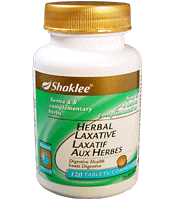 Shaklee
Senna & 8
complementary
herbs
HERBAL
LAXATIVE
LAXATIF
AUX HERBES
Digestive Health
Santé Digestive
120 TABLETS